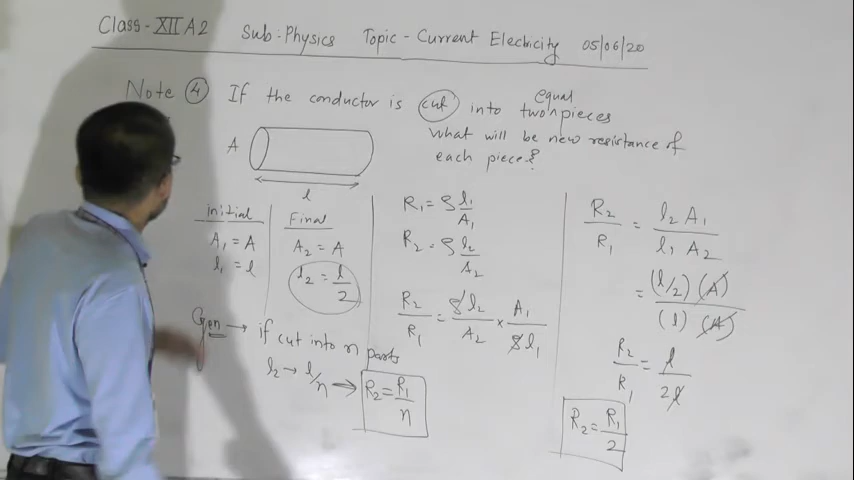 Class-XII A2 Sub: Physics Topic - Current Electricity 05/06/20
Note ④ If the conductor is cut into two equal pieces
What will be new resistance of
each piece?
A
l
initial
A₁ = A
l₁ = l
Final
A₂ = A
l₂ = l/2
Gen → if cut into n parts
l₂ → l/n ⇒ R₂ = R₁/n
R₁ = ρ l₁/A₁
R₂ = ρ l₂/A₂
R₂/R₁ = ρ l₂/A₂ × A₁/ρ l₁
R₂/R₁ = l₂ A₁/l₁ A₂
= (l/2) (A)/(l) (A)
R₂/R₁ = l/2l
R₂ = R₁/2